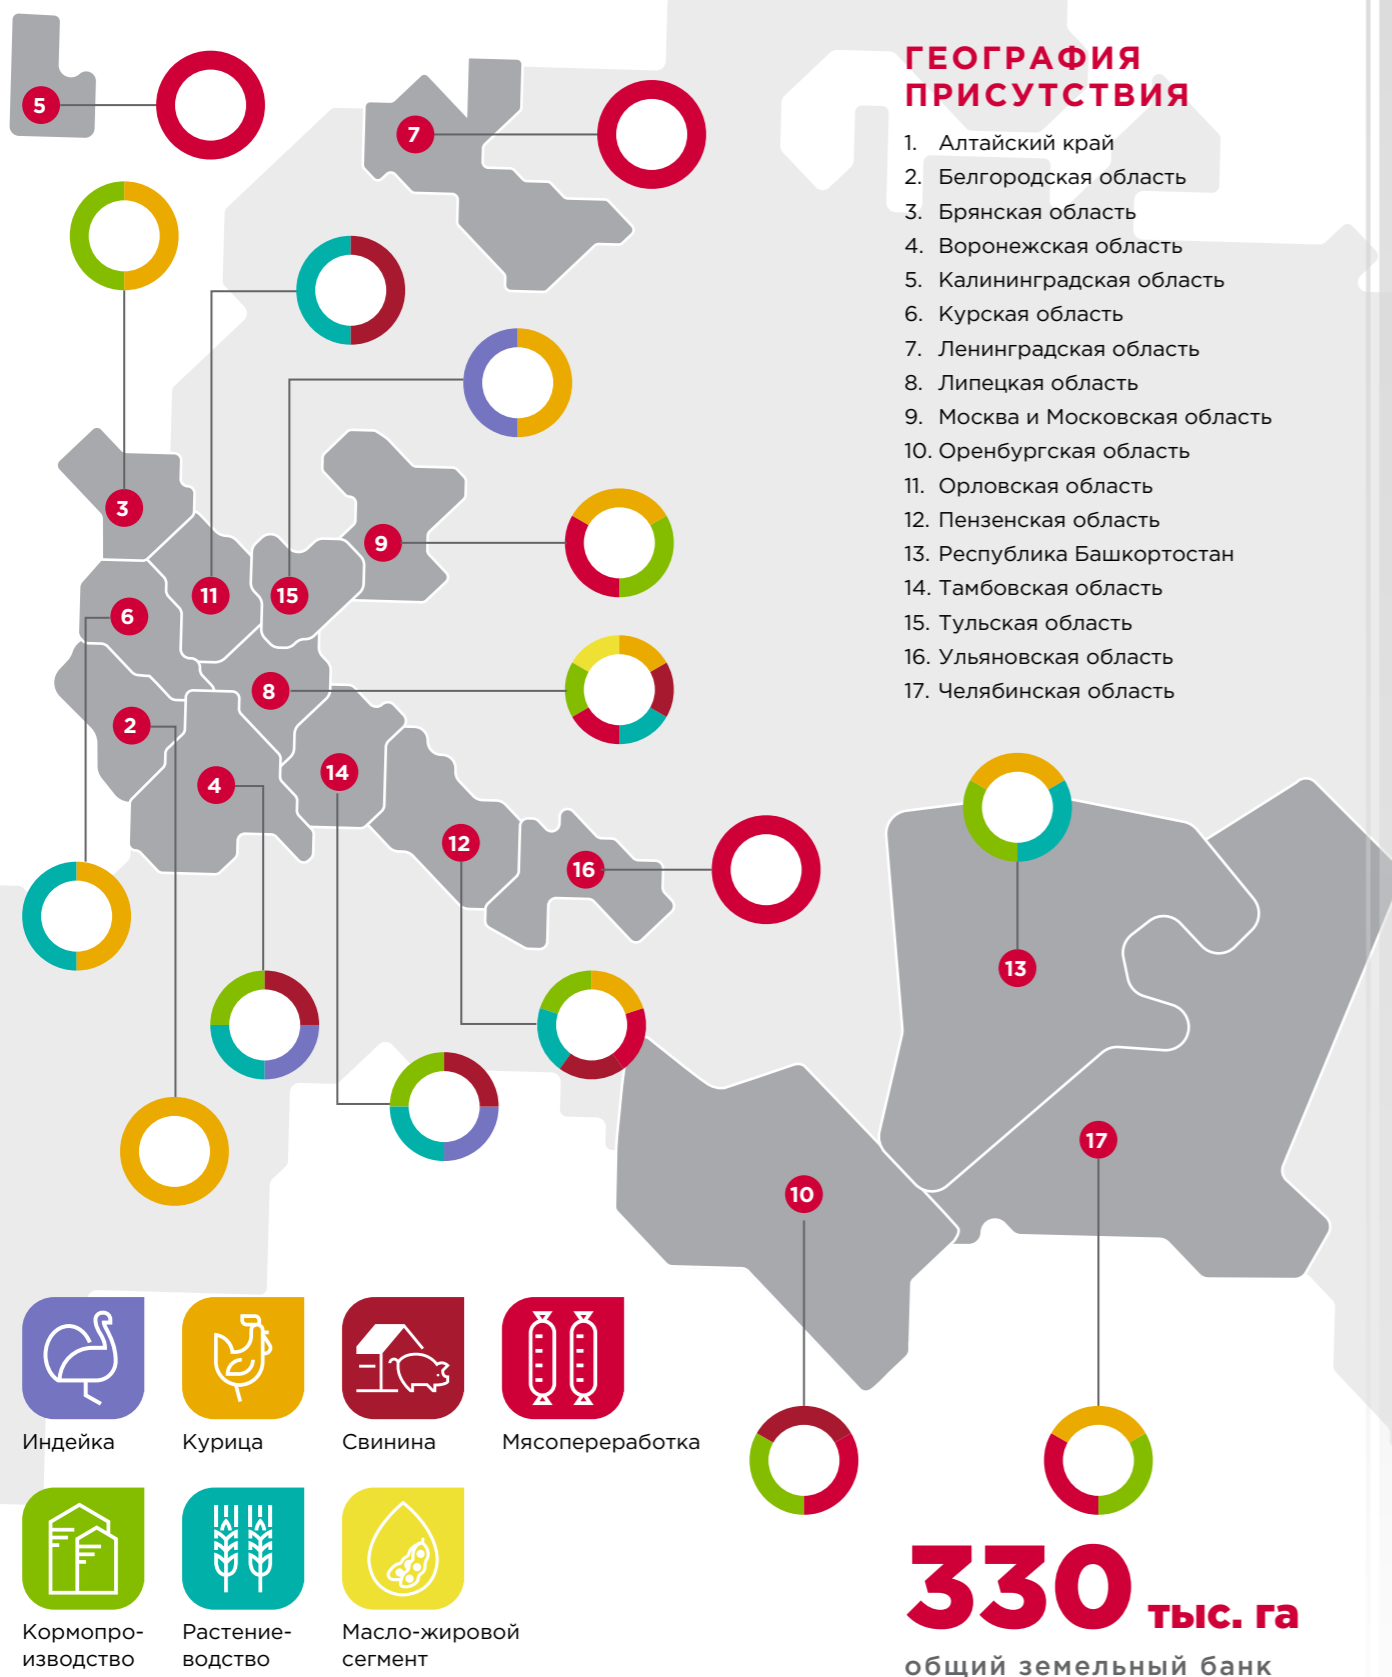 ГЕОГРАФИЯ
ПРИСУТСТВИЯ
1. Алтайский край
2. Белгородская область
3. Брянская область
4. Воронежская область
5. Калининградская область
6. Курская область
7. Ленинградская область
8. Липецкая область
9. Москва и Московская область
10. Оренбургская область
11. Орловская область
12. Пензенская область
13. Республика Башкортостан
14. Тамбовская область
15. Тульская область
16. Ульяновская область
17. Челябинская область
5
7
3
9
11
15
6
8
2
14
4
12
16
13
17
10
Индейка
Курица
Свинина
Мясопереработка
Кормопро-
изводство
Растение-
водство
Масло-жировой
сегмент
330 тыс. га
общий земельный банк